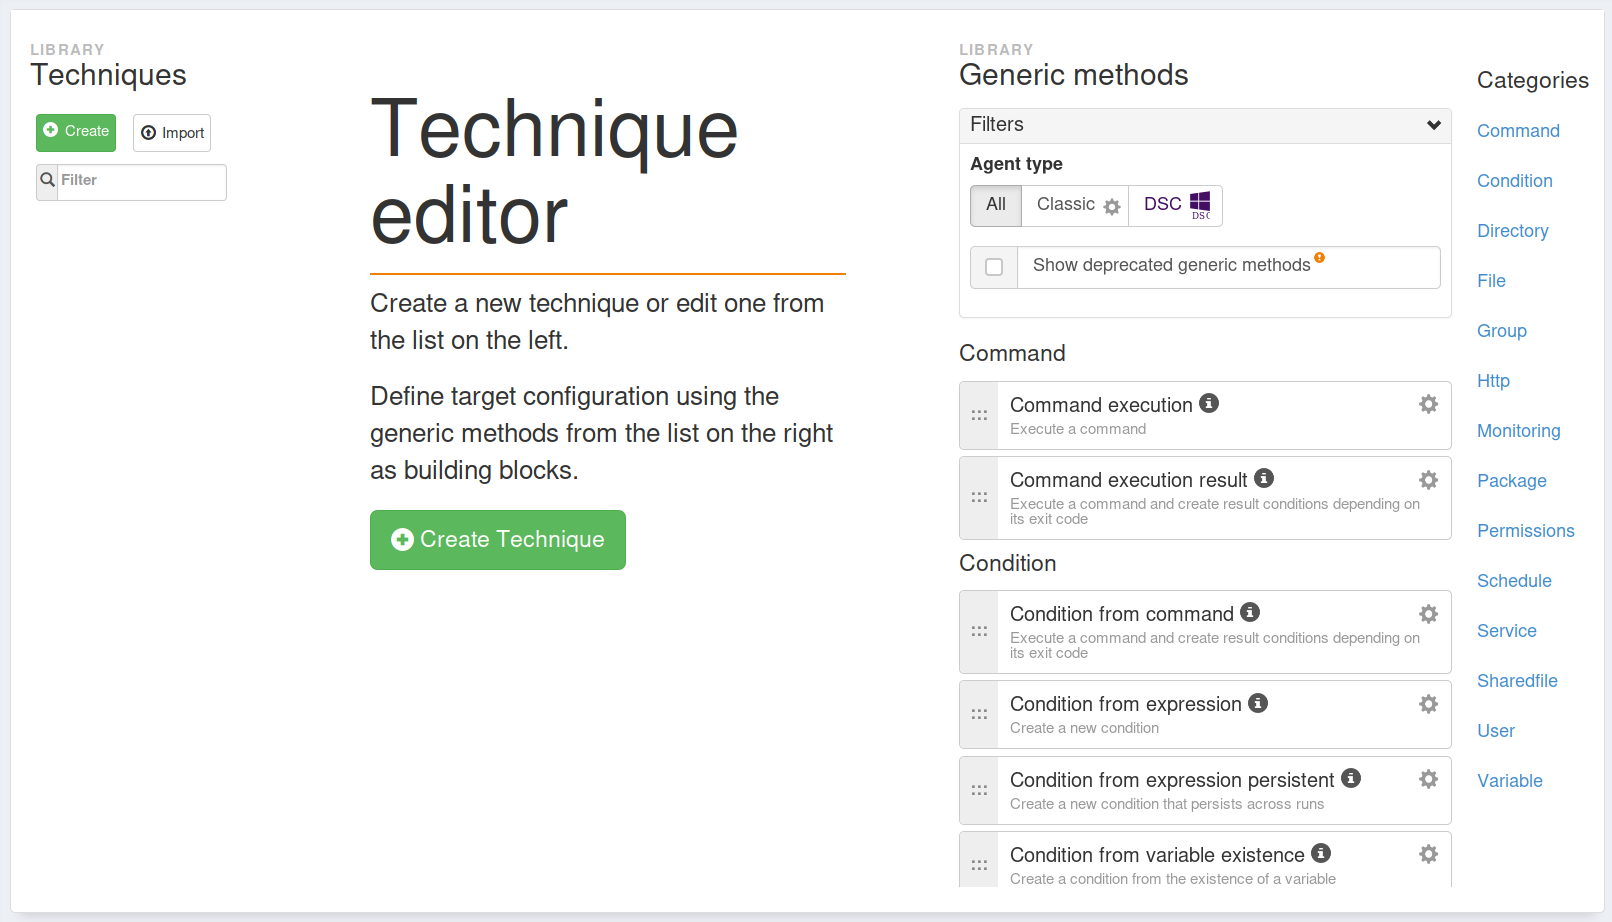 LIBRARY
Techniques
Create
Import
Filter
Technique
editor
Create a new technique or edit one from
the list on the left.
Define target configuration using the
generic methods from the list on the right
as building blocks.
Create Technique
LIBRARY
Generic methods
Filters
Agent type
All
Classic
DSC
DSC
Show deprecated generic methods
Command
Command execution
Execute a command
Command execution result
Execute a command and create result conditions depending on
its exit code
Condition
Condition from command
Execute a command and create result conditions depending on
its exit code
Condition from expression
Create a new condition
Condition from expression persistent
Create a new condition that persists across runs
Condition from variable existence
Create a condition from the existence of a variable
Categories
Command
Condition
Directory
File
Group
Http
Monitoring
Package
Permissions
Schedule
Service
Sharedfile
User
Variable